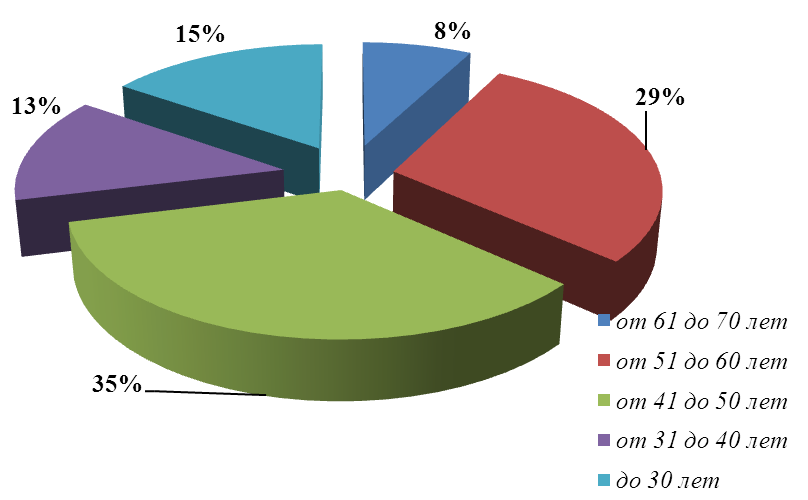 8%
15%
29%
13%
35%
от 61 до 70 лет
от 51 до 60 лет
от 41 до 50 лет
от 31 до 40 лет
до 30 лет